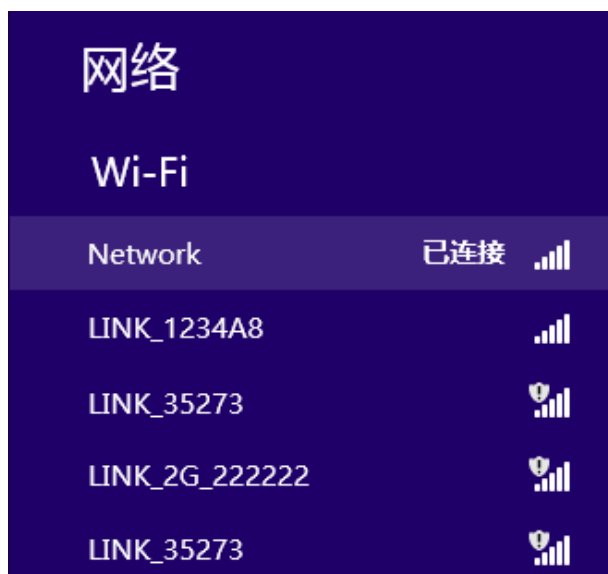 网络
Wi-Fi
Network 已连接
LINK_1234A8
LINK_35273
LINK_2G_222222
LINK_35273